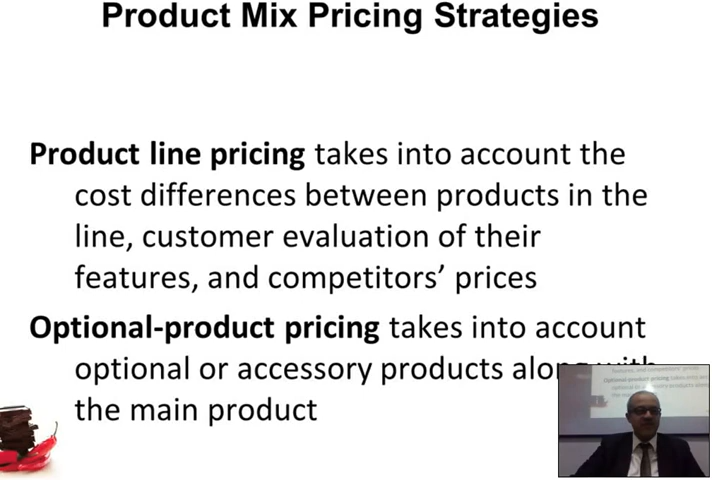 Product Mix Pricing Strategies
Product line pricing takes into account the
cost differences between products in the
line, customer evaluation of their
features, and competitors’ prices
Optional-product pricing takes into account
optional or accessory products along with
the main product